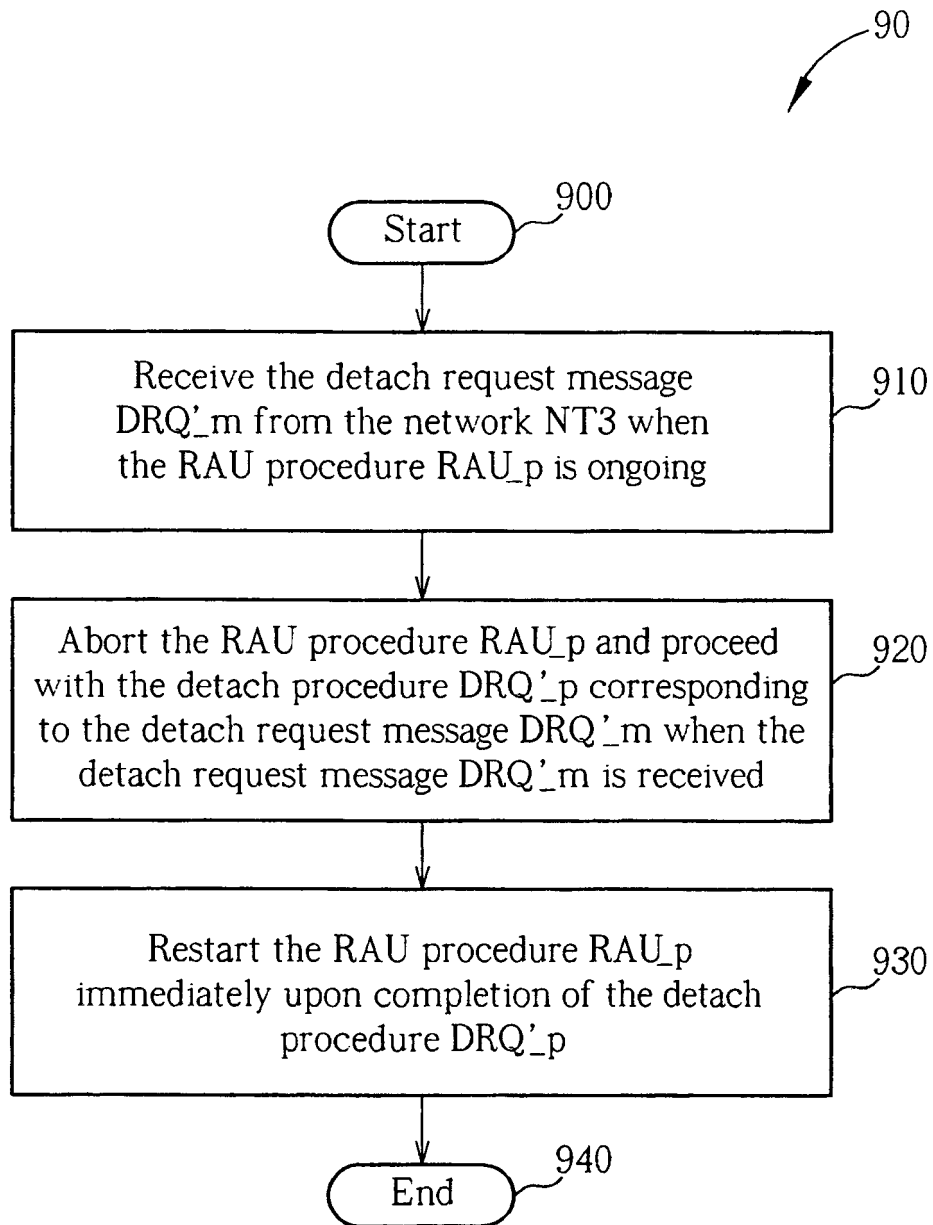 90
Start
900
Receive the detach request message
DRQ'_m from the network NT3 when
the RAU procedure RAU_p is ongoing
910
Abort the RAU procedure RAU_p and proceed
with the detach procedure DRQ'_p corresponding
to the detach request message DRQ'_m when the
detach request message DRQ'_m is received
920
Restart the RAU procedure RAU_p
immediately upon completion of the detach
procedure DRQ'_p
930
End
940